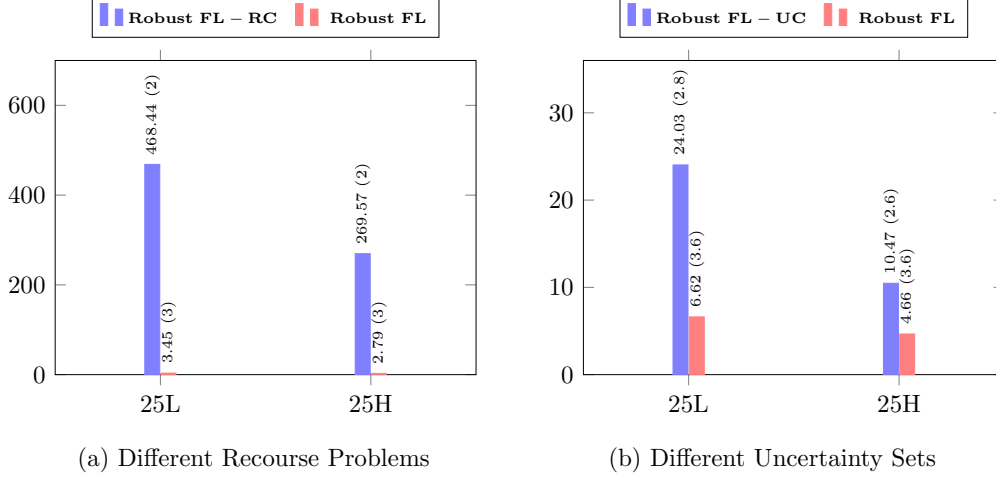 Robust FL − RC Robust FL
600
400
200
0
468.44 (2)
3.45 (3)
269.57 (2)
2.79 (3)
25L 25H
(a) Different Recourse Problems
Robust FL − UC Robust FL
30
20
10
0
24.03 (2.8)
6.62 (3.6)
10.47 (2.6)
4.66 (3.6)
25L 25H
(b) Different Uncertainty Sets